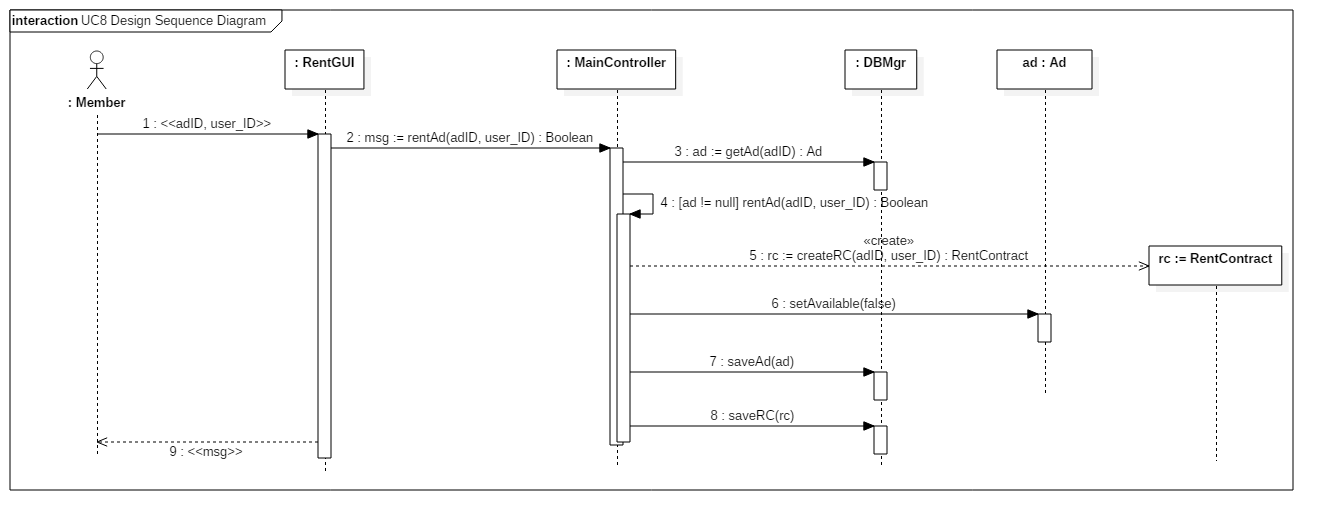 interaction UC8 Design Sequence Diagram
: RentGUI
: MainController
: DBMgr
ad : Ad
: Member
1 : <<adID, user_ID>>
2 : msg := rentAd(adID, user_ID) : Boolean
3 : ad := getAd(adID) : Ad
4 : [ad != null] rentAd(adID, user_ID) : Boolean
«create»
5 : rc := createRC(adID, user_ID) : RentContract
rc := RentContract
6 : setAvailable(false)
7 : saveAd(ad)
8 : saveRC(rc)
9 : <<msg>>